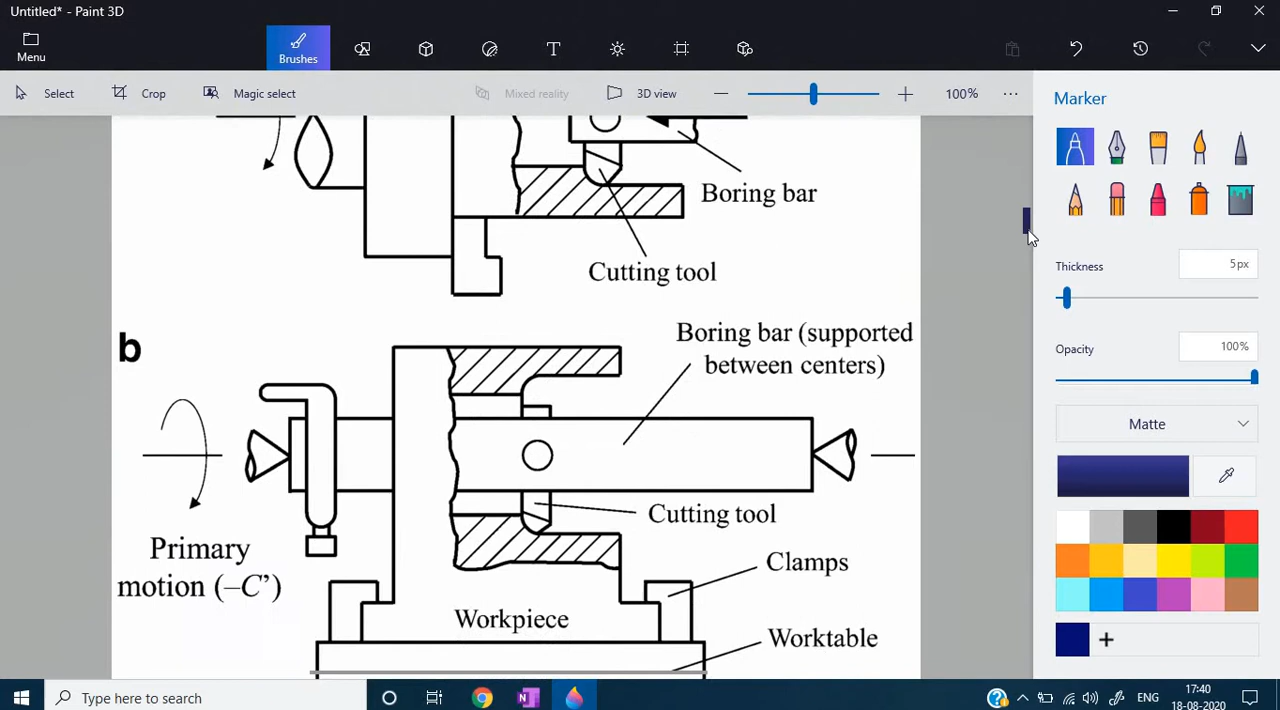 Untitled* - Paint 3D
Menu
Brushes
Select
Crop
Magic select
Mixed reality
3D view
100%
Marker
Thickness
5px
Opacity
100%
Matte
Boring bar
Cutting tool
b
Boring bar (supported
between centers)
Cutting tool
Primary
motion (–C’)
Clamps
Workpiece
Worktable
Type here to search
ENG
17:40
18-08-2020